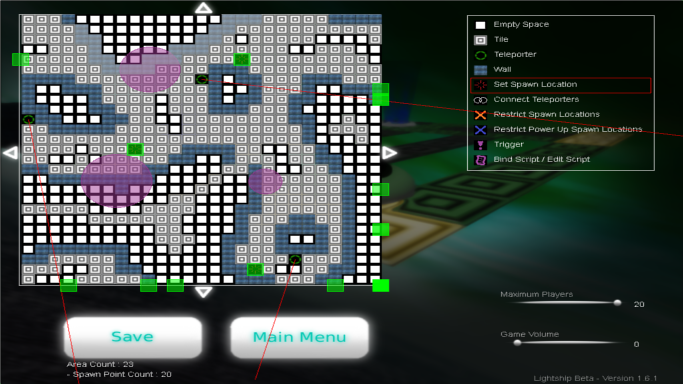 Empty Space
Tile
Teleporter
Wall
Set Spawn Location
Connect Teleporters
Restrict Spawn Locations
Restrict Power Up Spawn Locations
Trigger
Bind Script / Edit Script
Maximum Players
20
Game Volume
0
Save
Main Menu
Area Count : 23
- Spawn Point Count : 20
Lightship Beta - Version 1.6.1